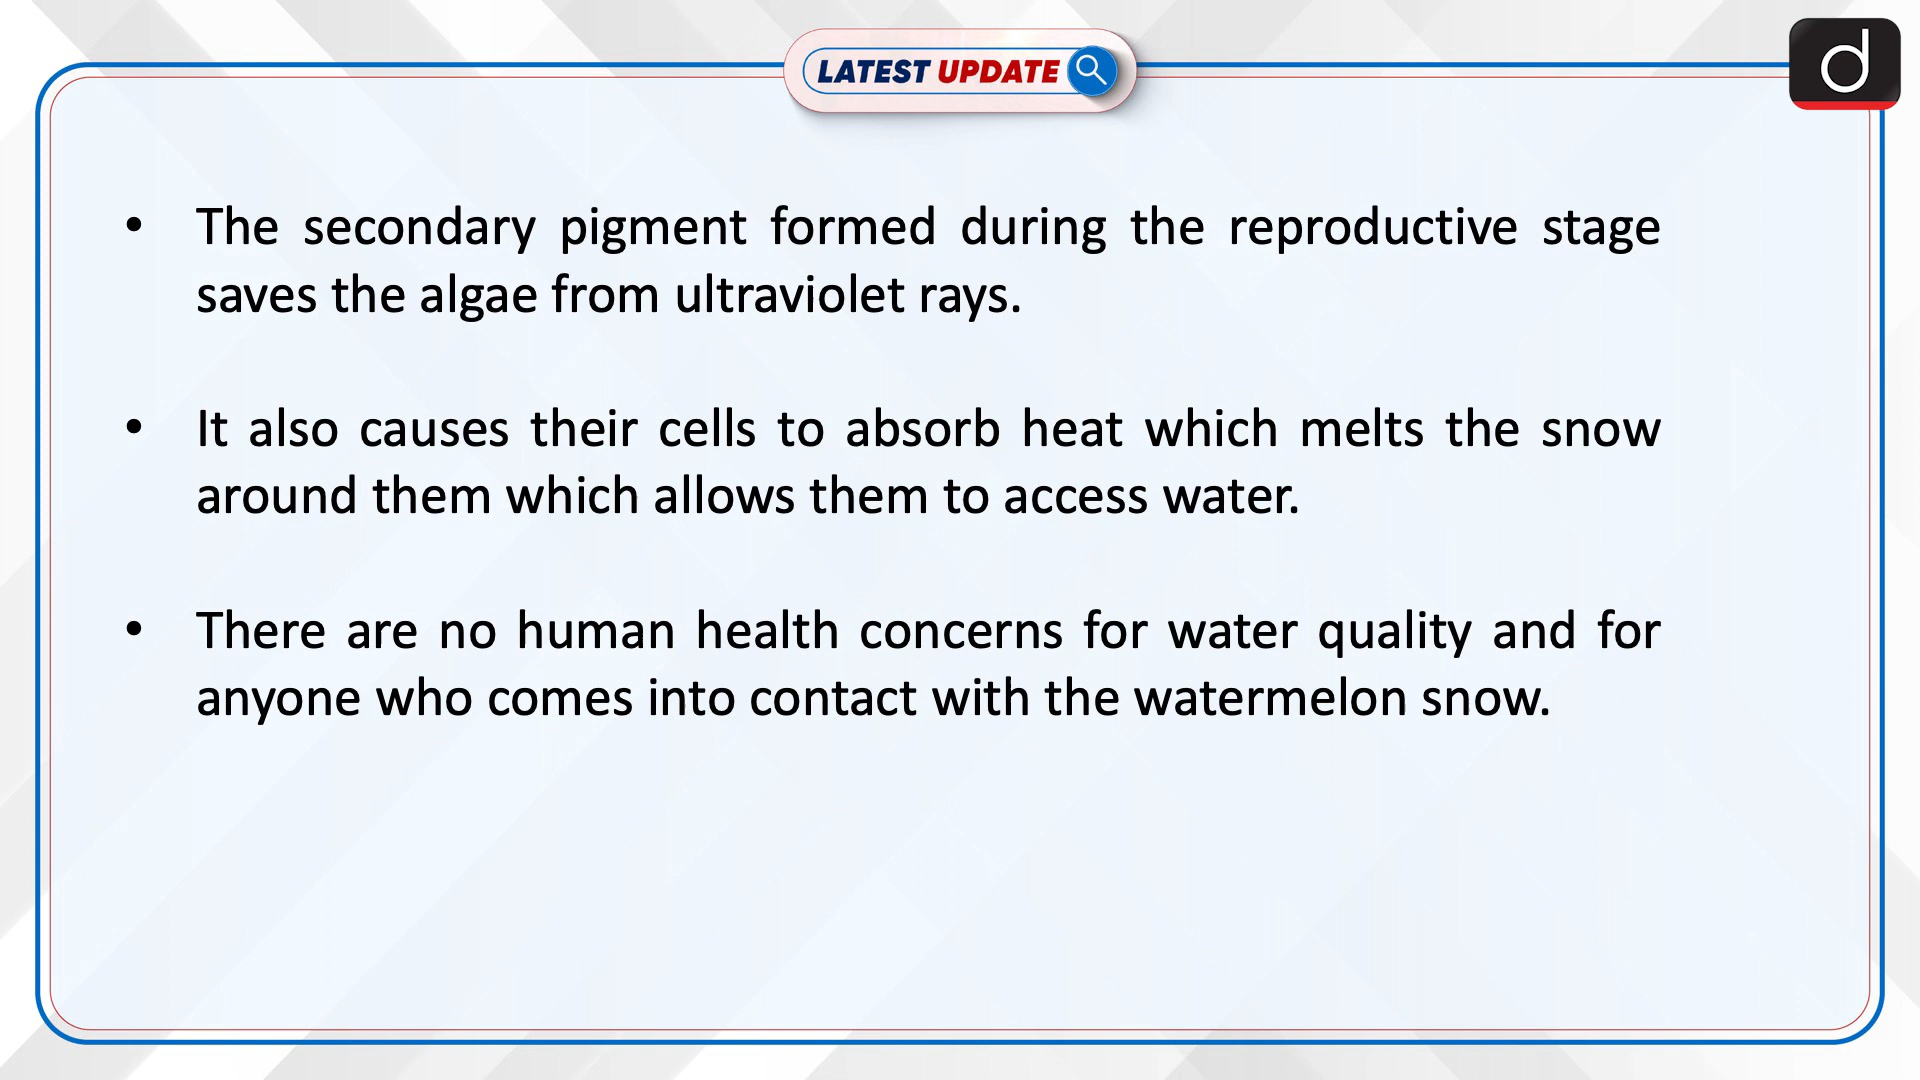 LATEST UPDATE
d
• The secondary pigment formed during the reproductive stage
saves the algae from ultraviolet rays.
• It also causes their cells to absorb heat which melts the snow
around them which allows them to access water.
• There are no human health concerns for water quality and for
anyone who comes into contact with the watermelon snow.